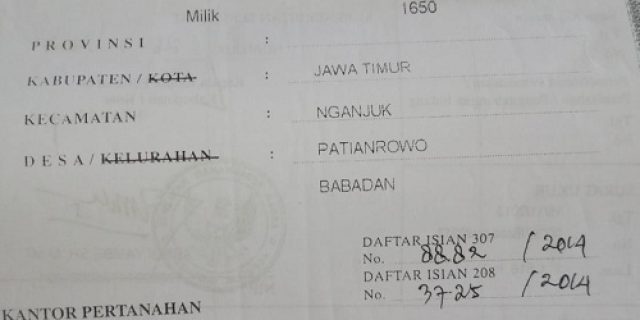 Milik 1650
PROVINSI :
JAWA TIMUR
KABUPATEN / KOTA :
NGANJUK
KECAMATAN :
PATIANROWO
DESA / KELURAHAN :
BABADAN
DAFTAR ISIAN 307
No. 8882 / 2014
DAFTAR ISIAN 208
No. 3725 / 2014
KANTOR PERTANAHAN